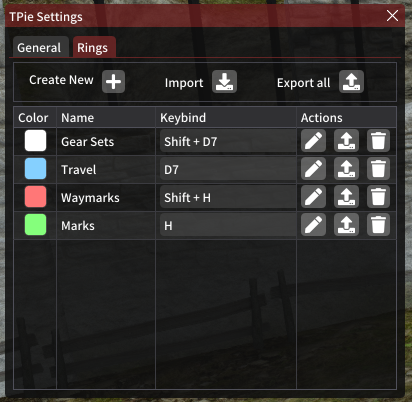 TPie Settings
General Rings
Create New Import Export all
Color Name Keybind Actions
Gear Sets Shift + D7
Travel D7
Waymarks Shift + H
Marks H